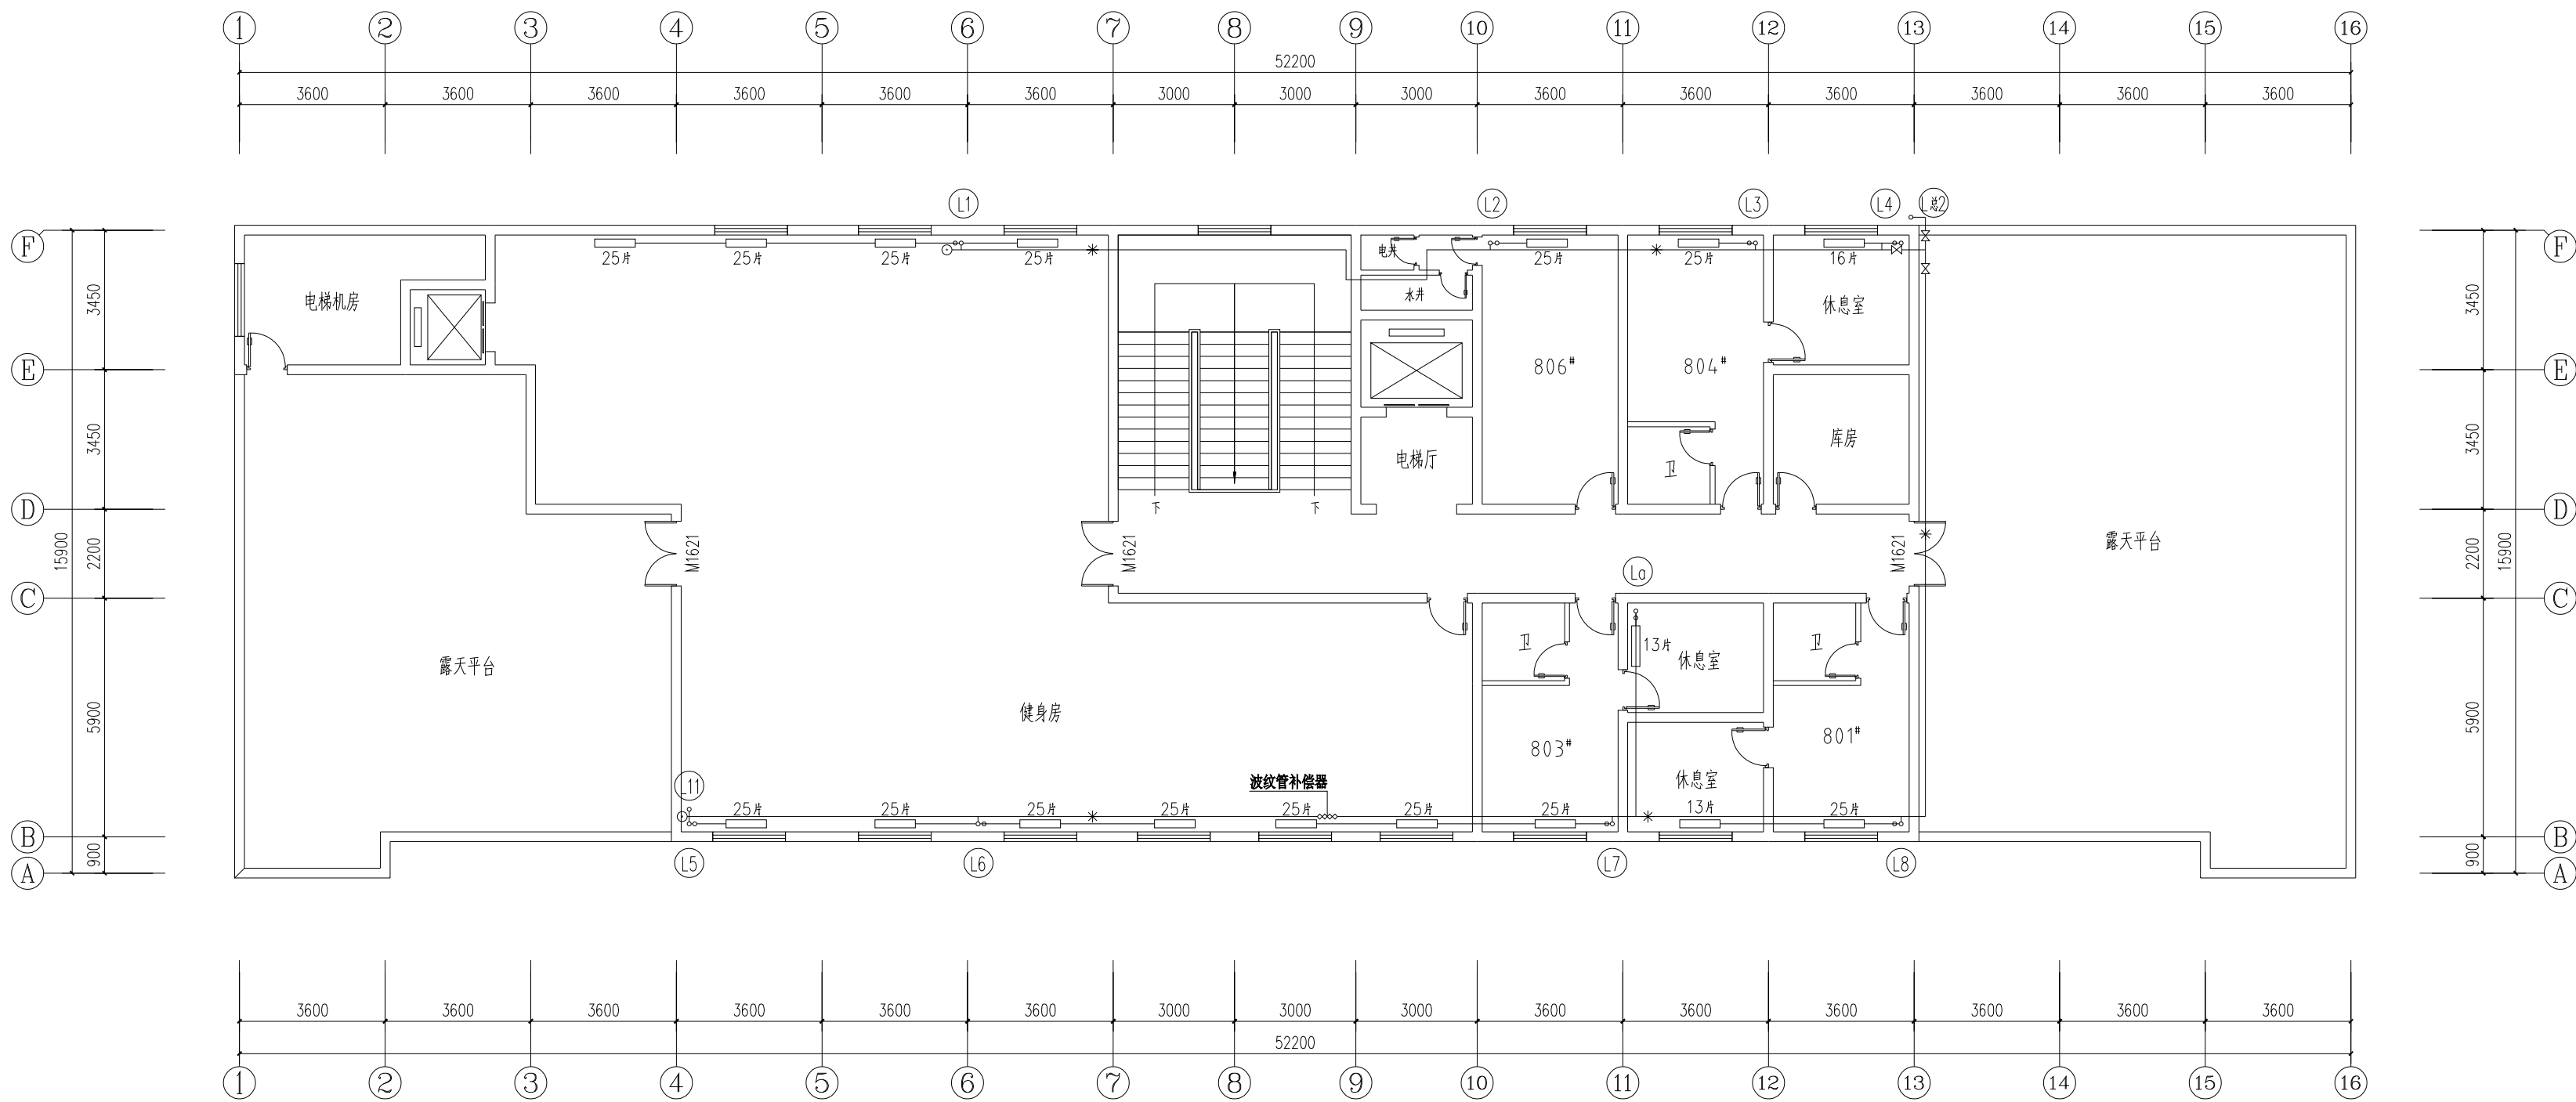 1 2 3 4 5 6 7 8 9 10 11 12 13 14 15 16
52200
3600 3600 3600 3600 3600 3600 3000 3000 3000 3600 3600 3600 3600 3600 3600
L1 L2 L3 L4 L总2
F F
电井
25片 25片 25片 25片 25片 25片 16片
3450 电梯机房 水井 休息室 3450
E 806# 804# E
3450 电梯厅 卫 库房 3450
D 下 下 D
15900 2200 M1621 M1621 M1621 露天平台 2200 15900
La
C C
卫 13片 休息室 卫
露天平台
5900 健身房 803# 801# 5900
波纹管补偿器 休息室
L11
25片 25片 25片 25片 25片 25片 25片 13片 25片
B B
900 L5 L6 L7 L8 900
A A
3600 3600 3600 3600 3600 3600 3000 3000 3000 3600 3600 3600 3600 3600 3600
52200
1 2 3 4 5 6 7 8 9 10 11 12 13 14 15 16